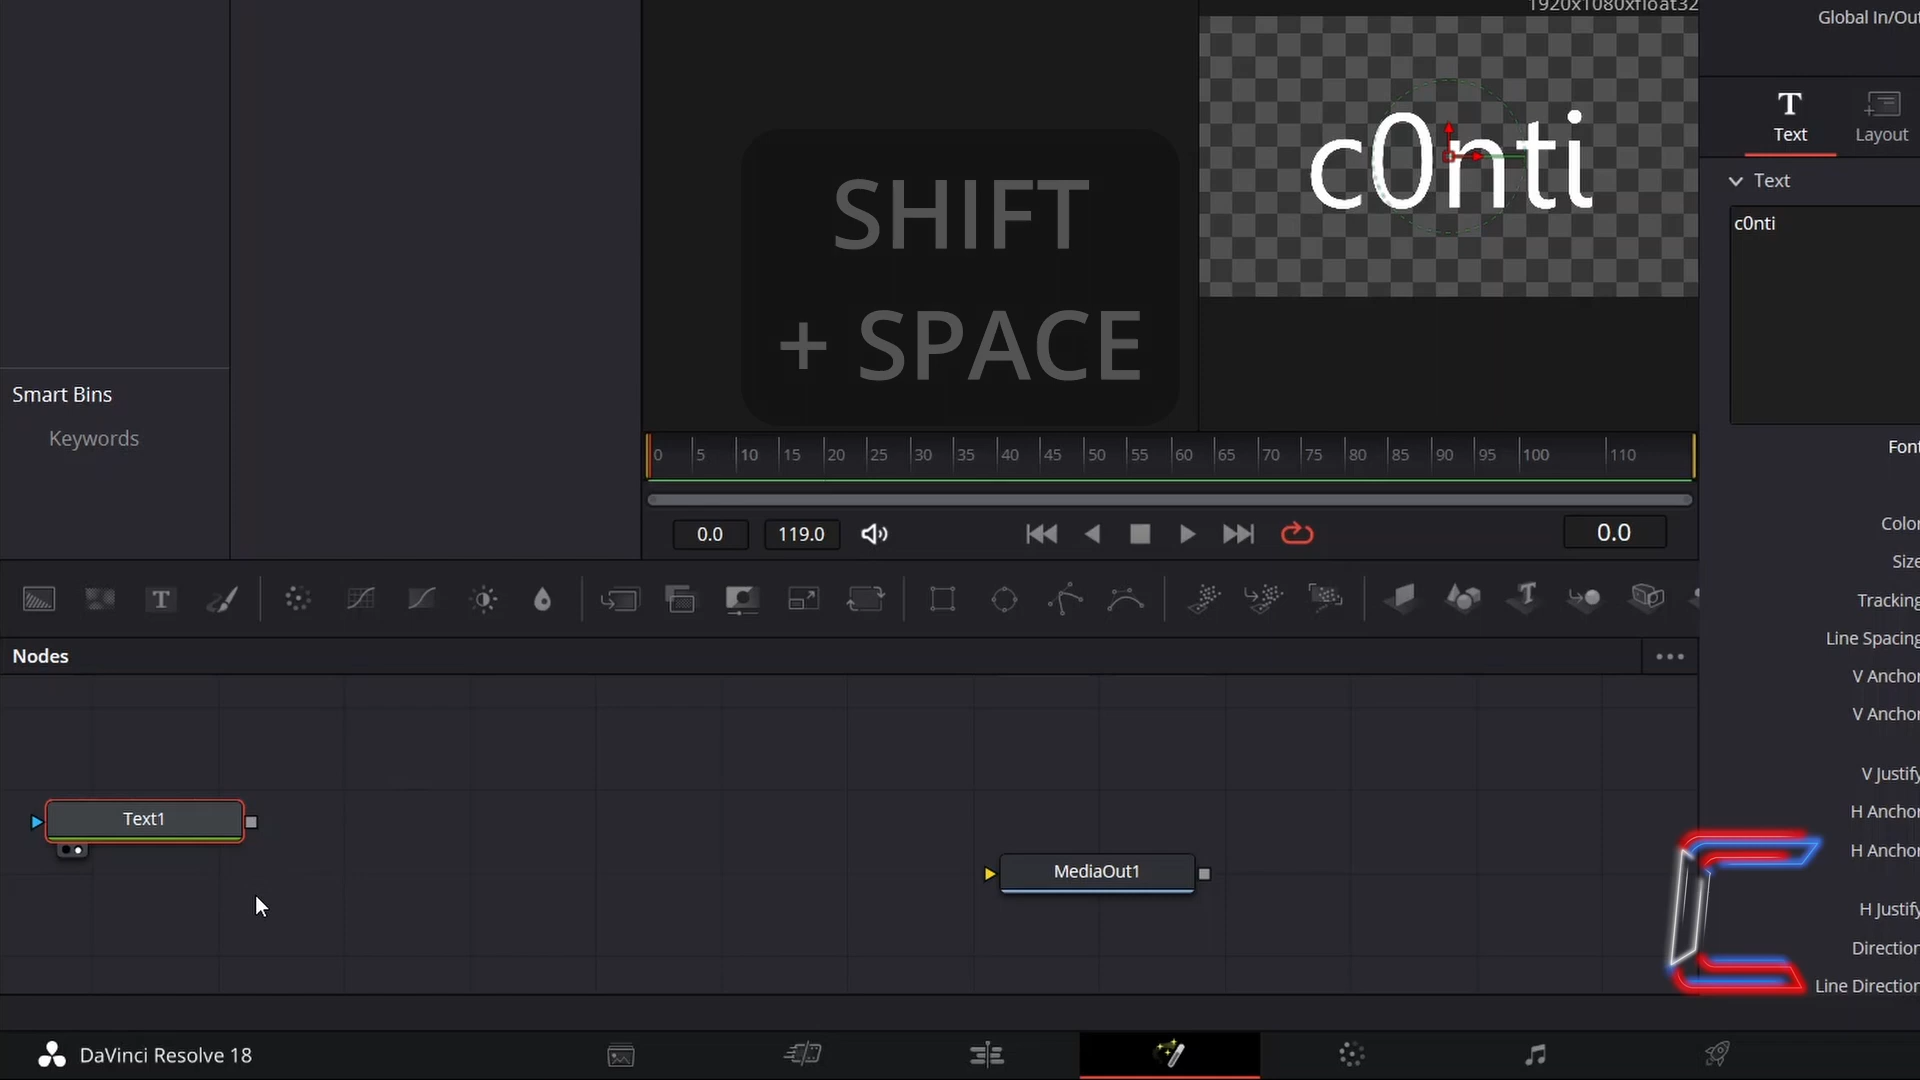 1920x1080xfloat32
Global In/Out
c0nti
T
Text
Layout
Text
c0nti
SHIFT
+ SPACE
Smart Bins
Keywords
0 5 10 15 20 25 30 35 40 45 50 55 60 65 70 75 80 85 90 95 100 110
0.0 119.0 0.0
Font
Color
Size
Tracking
Line Spacing
V Anchor
V Anchor
V Justify
H Anchor
H Anchor
H Justify
Direction
Line Direction
T
T
Nodes
Text1
MediaOut1
C
DaVinci Resolve 18